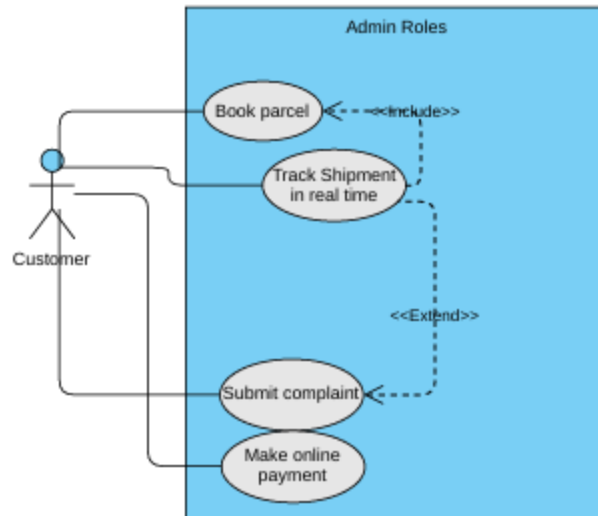 Admin Roles
Book parcel
<<Include>>
Track Shipment
in real time
Customer
<<Extend>>
Submit complaint
Make online
payment